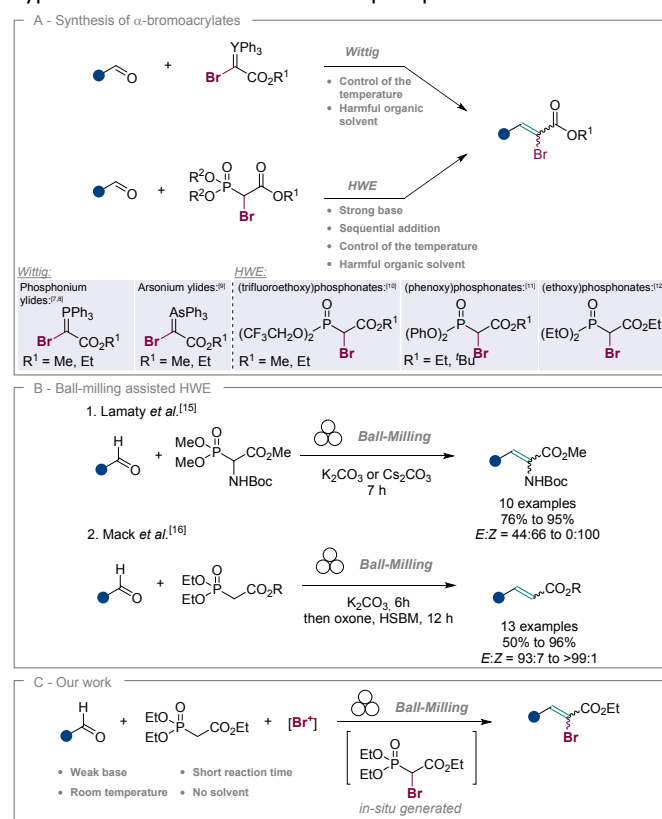 A - Synthesis of α-bromoacrylates
O
+
YPh3
Br
CO2R1
Wittig
• Control of the
temperature
• Harmful organic
solvent
O
OR1
Br
O
+
R2O
R2O
O
P
O
OR1
Br
HWE
• Strong base
• Sequential addition
• Control of the temperature
• Harmful organic solvent
Wittig:
Phosphonium
ylides:[7,8]
PPh3
Br
CO2R1
R1 = Me, Et
Arsonium ylides:[9]
AsPh3
Br
CO2R1
R1 = Me, Et
HWE:
(trifluroethoxy)phosphonates:[10]
O
(CF3CH2O)2
P
CO2R1
Br
R1 = Me, Et
(phenoxy)phosphonates:[11]
O
(PhO)2
P
CO2R1
Br
R1 = Et, tBu
(ethoxy)phosphonates:[12]
O
(EtO)2
P
CO2Et
Br
B - Ball-milling assisted HWE
1. Lamaty et al.[15]
H
O
+
MeO
MeO
O
P
CO2Me
NHBoc
Ball-Milling
K2CO3 or Cs2CO3
7 h
CO2Me
NHBoc
10 examples
76% to 95%
E:Z = 44:66 to 0:100
2. Mack et al.[16]
H
O
+
EtO
EtO
O
P
CO2R
Ball-Milling
K2CO3, 6h
then oxone, HSBM, 12 h
CO2R
13 examples
50% to 96%
E:Z = 93:7 to >99:1
C - Our work
H
O
+
EtO
EtO
O
P
CO2Et
+
[Br+]
Ball-Milling
EtO
EtO
O
P
CO2Et
Br
in-situ generated
CO2Et
Br
• Weak base
• Short reaction time
• Room temperature
• No solvent